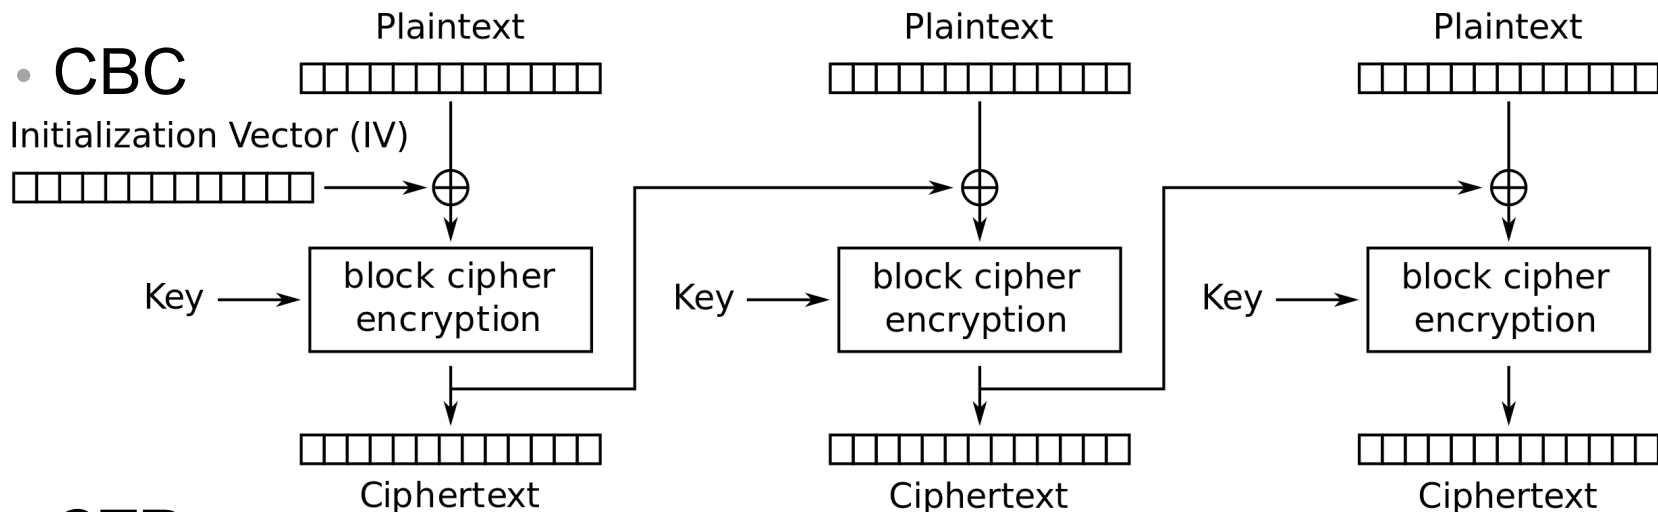 • CBC
Plaintext
Plaintext
Plaintext
Initialization Vector (IV)
Key
block cipher
encryption
Key
block cipher
encryption
Key
block cipher
encryption
Ciphertext
Ciphertext
Ciphertext